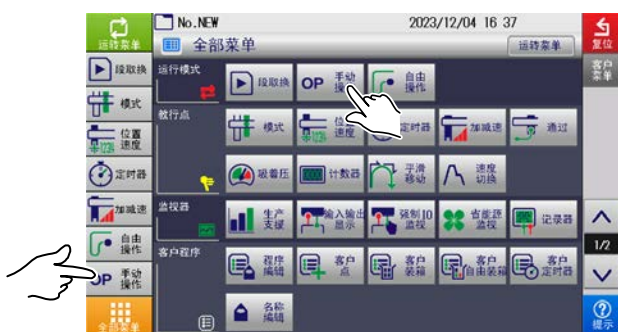 No.NEW
2023/12/04 16 37
运转菜单
全部菜单
运转菜单
复位
段取换
模式
位置
速度
定时器
加减速
自由
操作
OP 手动
操作
全部菜单
运行模式
段取换
OP 手动
操作
自由
操作
教行点
模式
位置
速度
定时器
加减速
通过
吸着压
计数器
子滑
移动
速度
切换
监视器
生产
支援
输入输出
显示
强制IO
监视
省能源
监视
记录器
客户程序
程序
编辑
客户
点
客户
装箱
客户
自由装箱
客户
定时器
名称
编辑
客户
菜单
1/2
提示